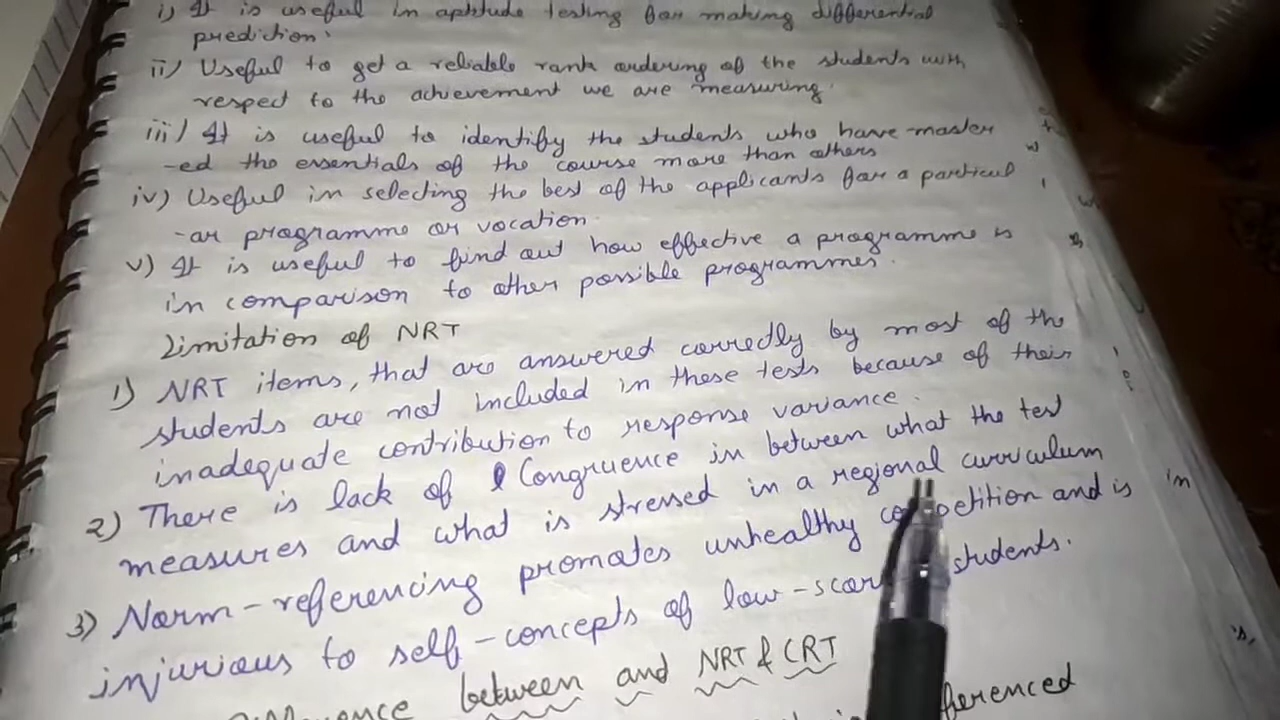 i) It is useful in aptitude testing for making differential
prediction.
ii) Useful to get a reliable rank ordering of the students with
respect to the achievement we are measuring.
iii) It is useful to identify the students who have master
-ed the essentials of the course more than others
iv) Useful in selecting the best of the applicants for a particul
-ar programme or vocation.
v) It is useful to find out how effective a programme is
in comparison to other possible programmes.
Limitation of NRT
1) NRT items, that are answered correctly by most of the
students are not included in these tests because of their
inadequate contribution to response variance.
2) There is lack of Congruence in between what the test
measures and what is stressed in a regional curriculum
3) Norm-referencing promotes unhealthy competition and is
injurious to self-concepts of low-scor students.
between and NRT & CRT
ferenced